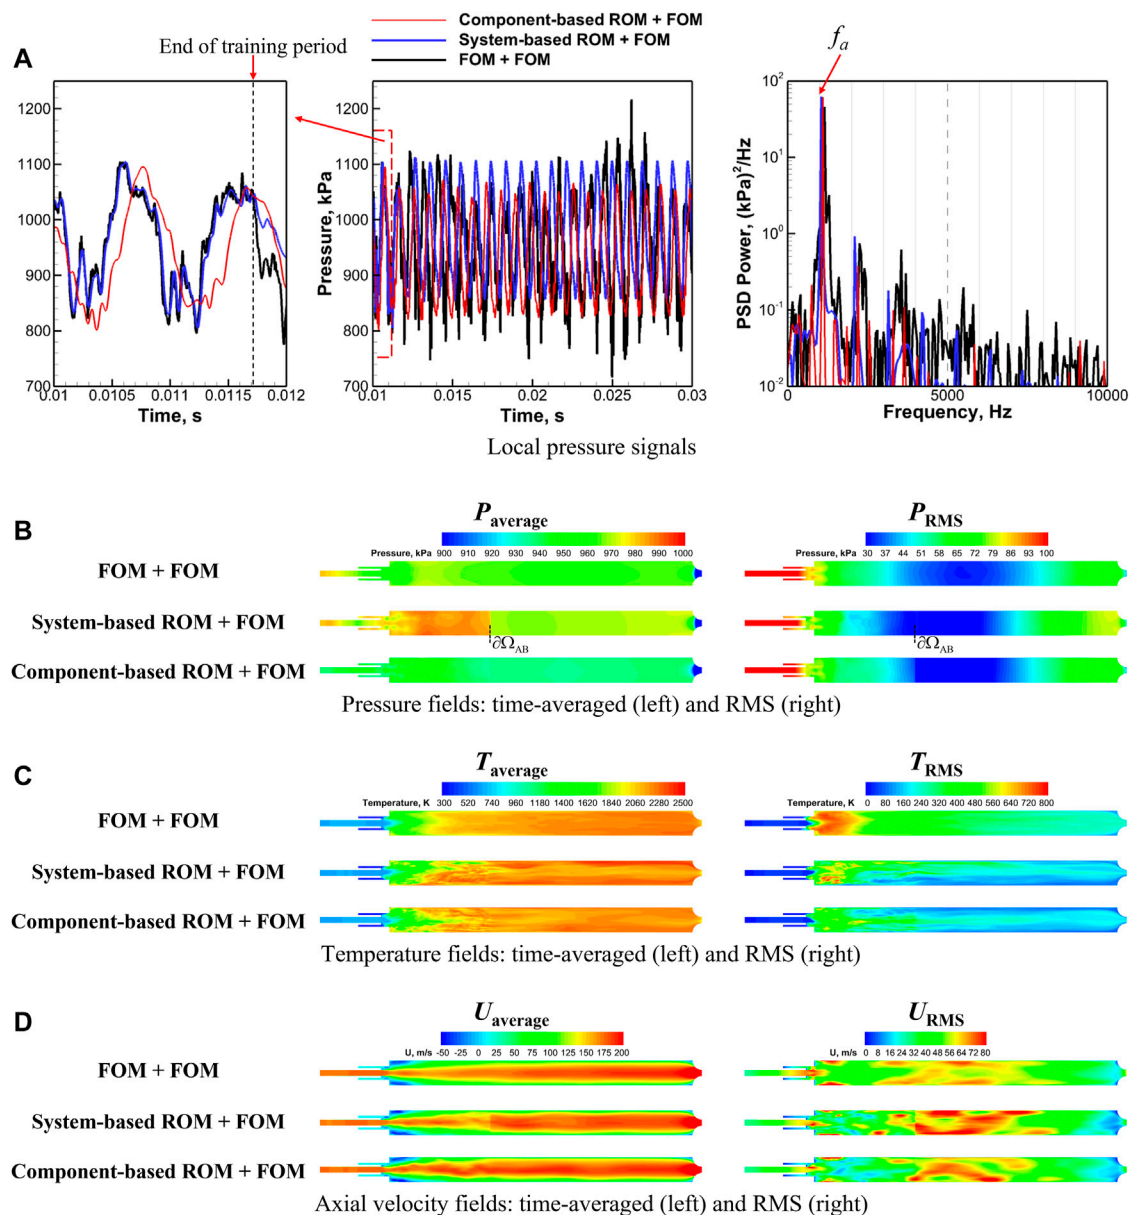 Component-based ROM + FOM
System-based ROM + FOM
FOM + FOM
End of training period
f_a
A
1200
1100
1000
900
800
700
0.01 0.0105 0.011 0.0115 0.012
Time, s
Pressure, kPa
1200
1100
1000
900
800
700
0.01 0.015 0.02 0.025 0.03
Time, s
PSD Power, (kPa)²/Hz
10²
10¹
10⁰
10⁻¹
10⁻²
0 5000 10000
Frequency, Hz
Local pressure signals
B
P_average P_RMS
Pressure, kPa 900 910 920 930 940 950 960 970 980 990 1000
Pressure, kPa 30 37 44 51 58 65 72 79 86 93 100
FOM + FOM
System-based ROM + FOM
∂Ω_AB ∂Ω_AB
Component-based ROM + FOM
Pressure fields: time-averaged (left) and RMS (right)
C
T_average T_RMS
Temperature, K 300 520 740 960 1180 1400 1620 1840 2060 2280 2500
Temperature, K 0 80 160 240 320 400 480 560 640 720 800
FOM + FOM
System-based ROM + FOM
Component-based ROM + FOM
Temperature fields: time-averaged (left) and RMS (right)
D
U_average U_RMS
U, m/s -50 -25 0 25 50 75 100 125 150 175 200
U, m/s 0 8 16 24 32 40 48 56 64 72 80
FOM + FOM
System-based ROM + FOM
Component-based ROM + FOM
Axial velocity fields: time-averaged (left) and RMS (right)